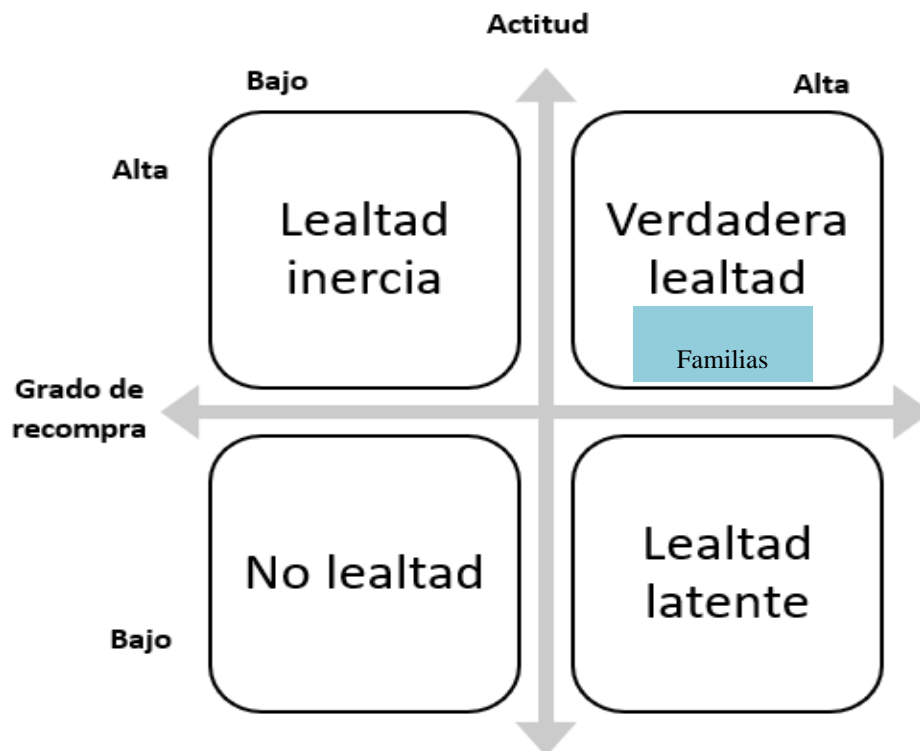 Actitud
Bajo
Alta
Alta
Lealtad
inercia
Verdadera
lealtad
Familias
Grado de
recompra
No lealtad
Lealtad
latente
Bajo